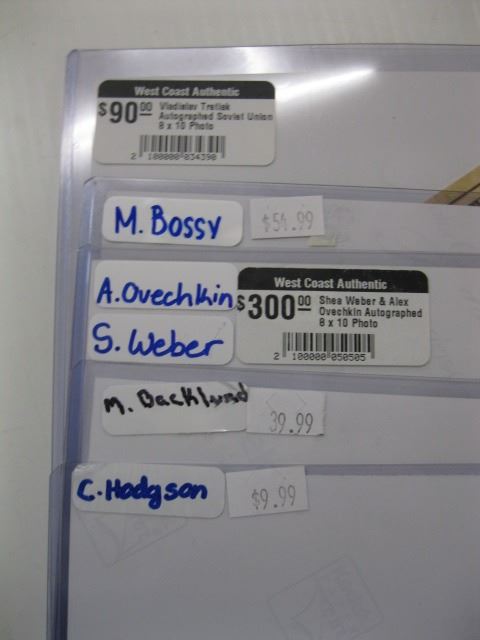 West Coast Authentic
$90.00 Vladislav Tretiak
Autographed Soviet Union
8 x 10 Photo
2 100000 034390
M. Bossy
$54.99
A. Ovechkin
S. Weber
West Coast Authentic
$300.00 Shea Weber & Alex
Ovechkin Autographed
8 x 10 Photo
2 100000 050505
M. Backlund
39.99
C. Hodgson
$9.99